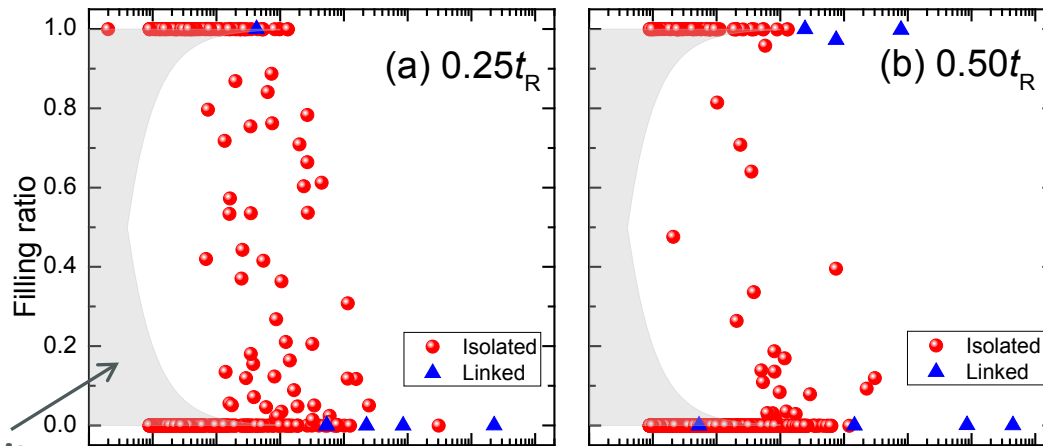 Filling ratio
1.0
0.8
0.6
0.4
0.2
0.0
(a) 0.25tR
Isolated
Linked
(b) 0.50tR
Isolated
Linked